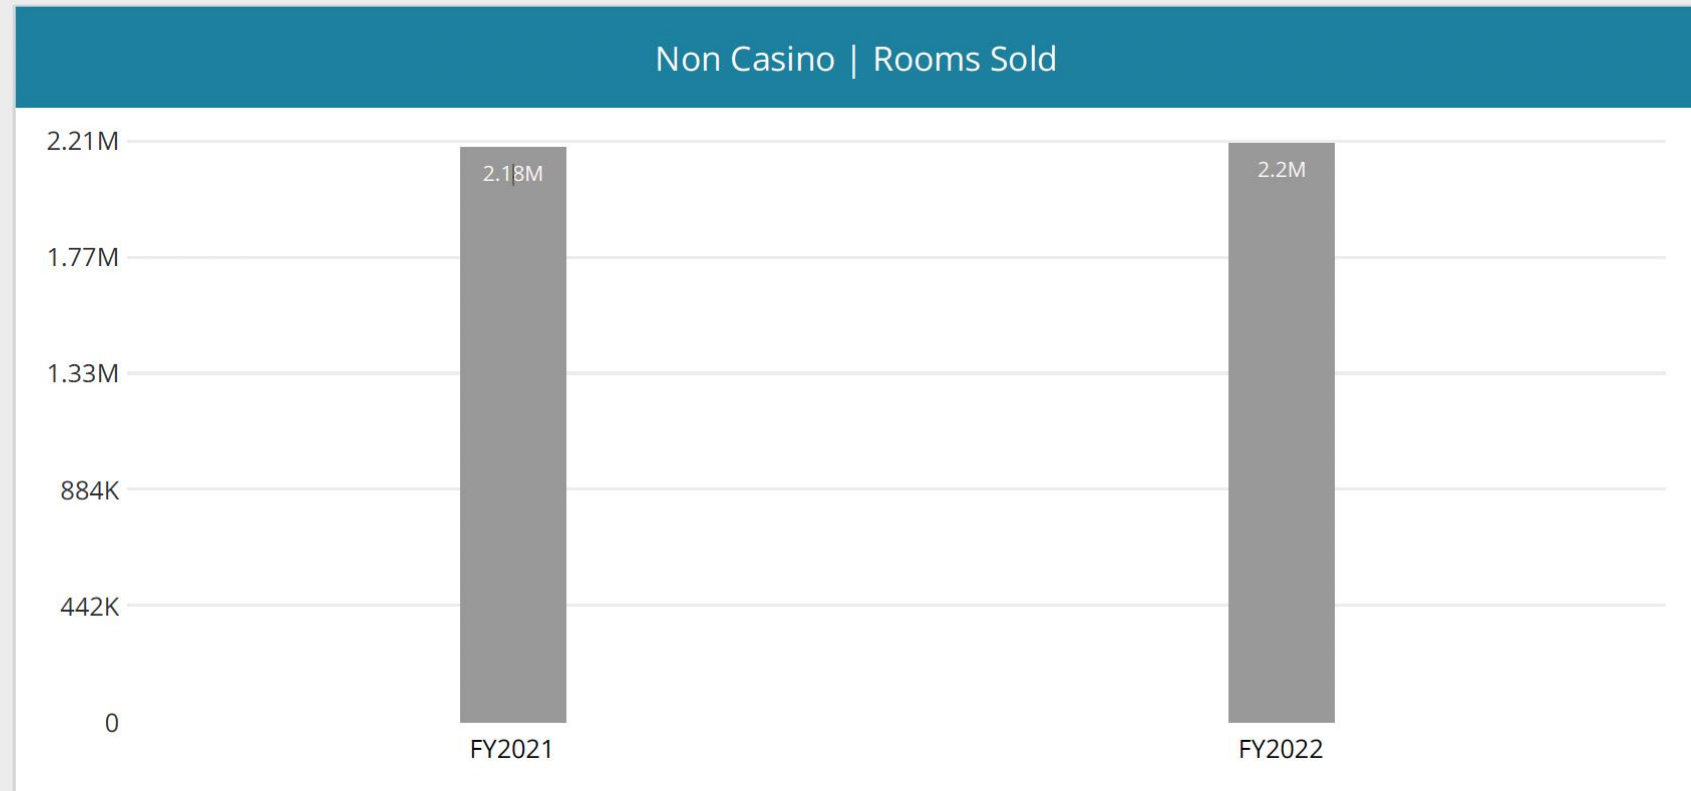 Non Casino | Rooms Sold
2.21M
2.18M
2.2M
1.77M
1.33M
884K
442K
0
FY2021
FY2022